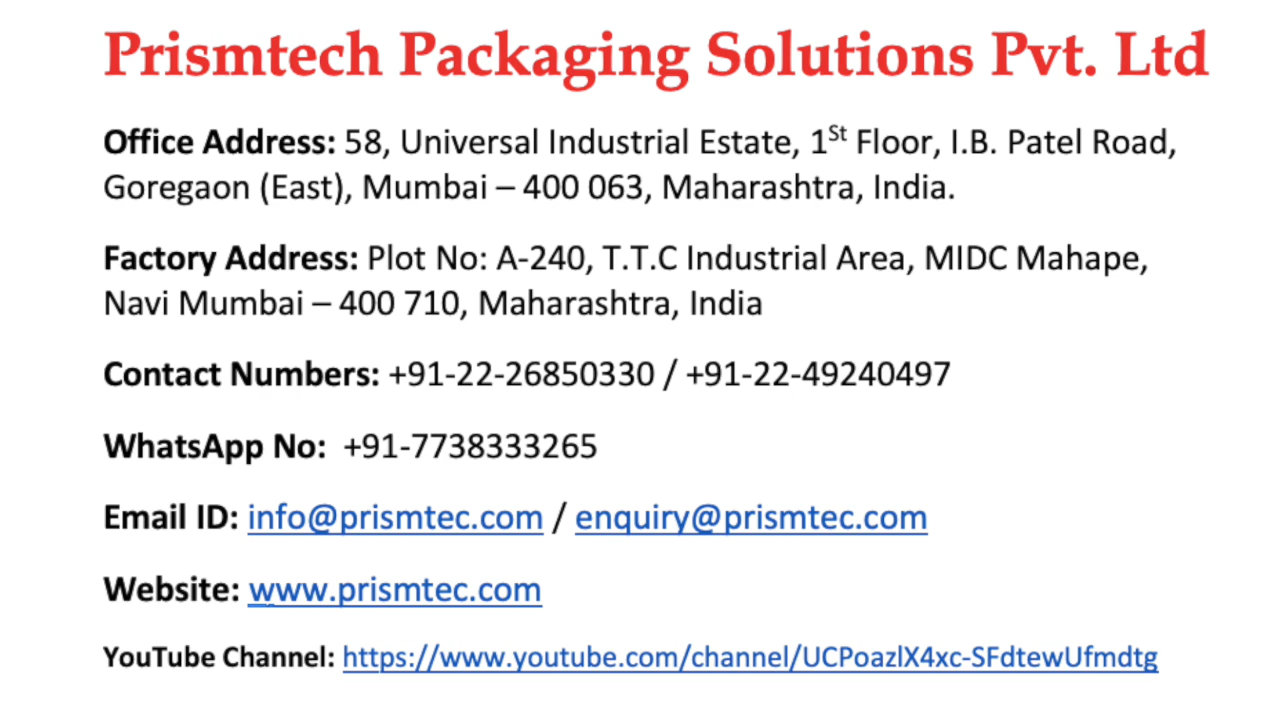 Prismtech Packaging Solutions Pvt. Ltd
Office Address: 58, Universal Industrial Estate, 1St Floor, I.B. Patel Road,
Goregaon (East), Mumbai – 400 063, Maharashtra, India.
Factory Address: Plot No: A-240, T.T.C Industrial Area, MIDC Mahape,
Navi Mumbai – 400 710, Maharashtra, India
Contact Numbers: +91-22-26850330 / +91-22-49240497
WhatsApp No: +91-7738333265
Email ID: info@prismtec.com / enquiry@prismtec.com
Website: www.prismtec.com
YouTube Channel: https://www.youtube.com/channel/UCPoazlX4xc-SFdtewUfmdtg